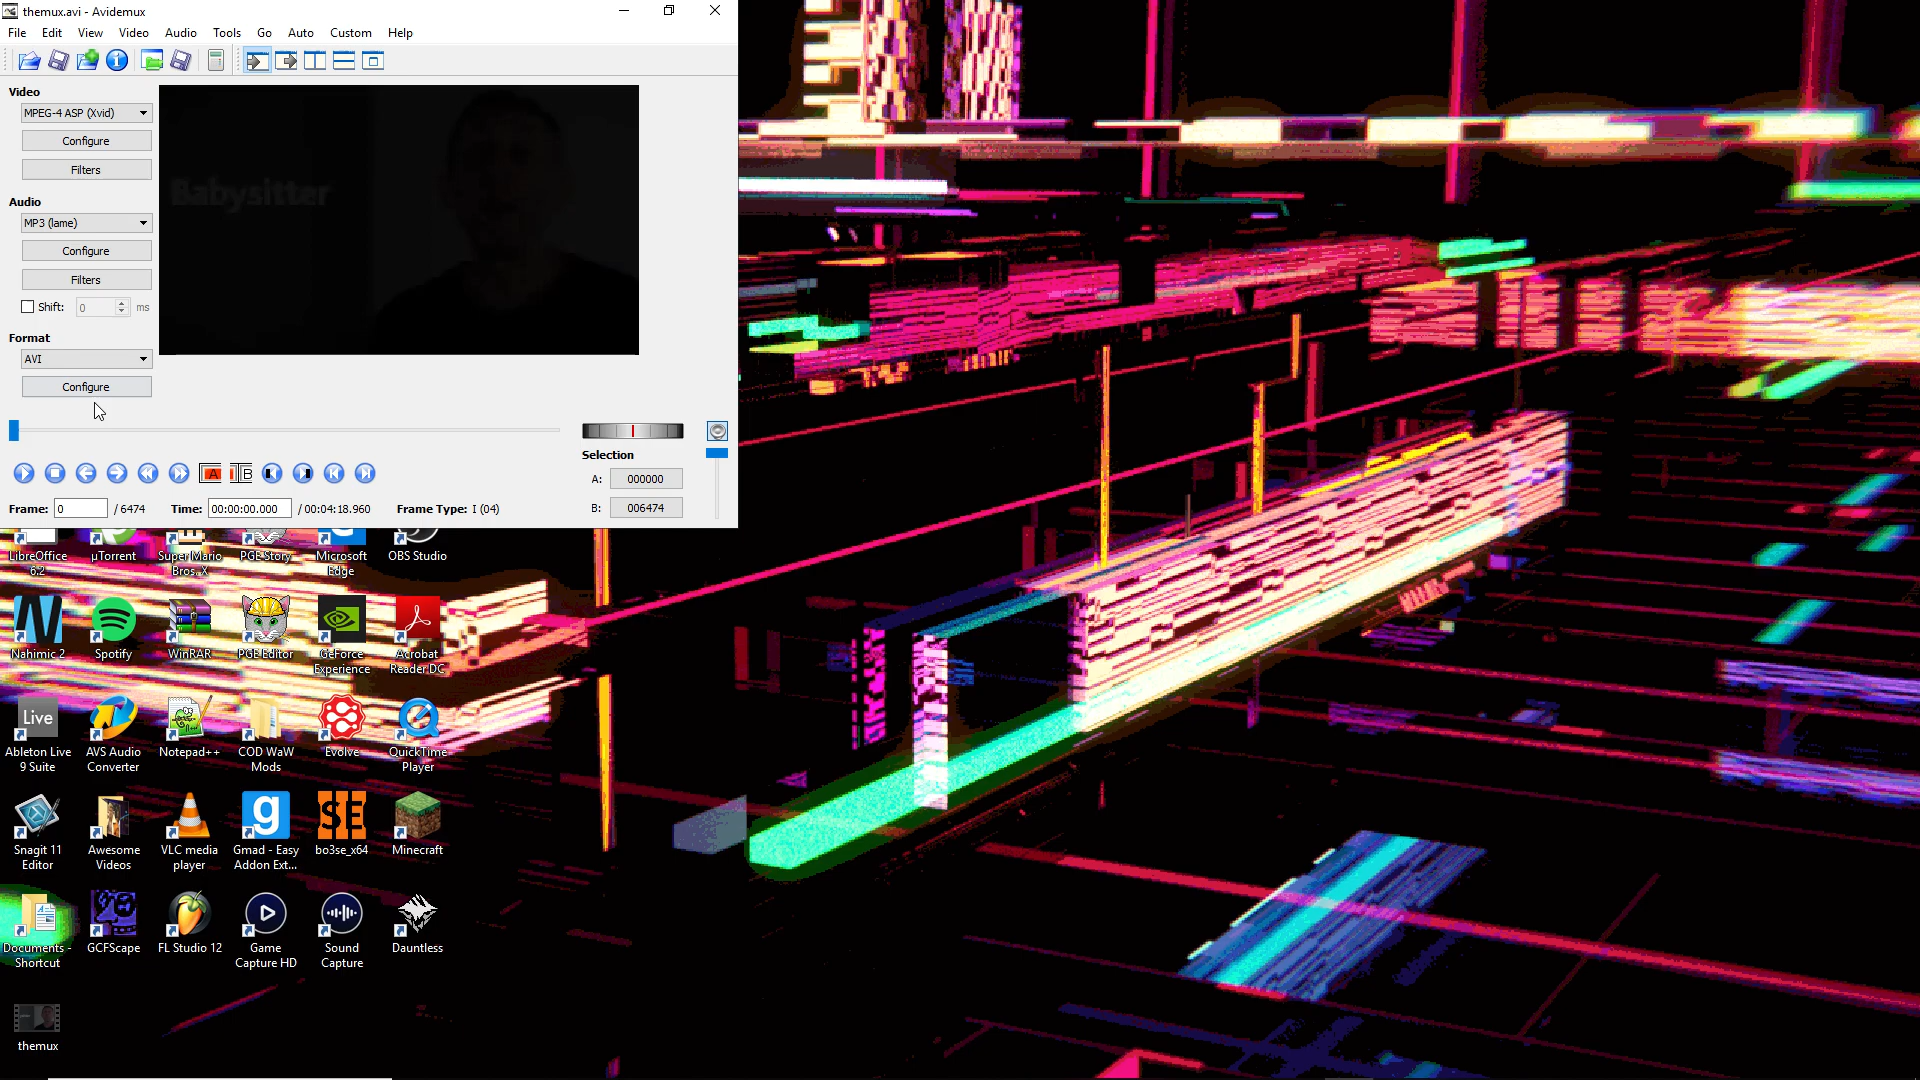 themux.avi - Avidemux
File Edit View Video Audio Tools Go Auto Custom Help
Video
MPEG-4 ASP (Xvid)
Configure
Filters
Babysitter
Audio
MP3 (lame)
Configure
Filters
Shift: 0 ms
Format
AVI
Configure
Selection
A: 000000
B: 006474
Frame: 0 / 6474 Time: 00:00:00.000 / 00:04:18.960 Frame Type: I (04)
LibreOffice 6.2
µTorrent
Super Mario Bros. X
PGE Story
Microsoft Edge
OBS Studio
Nahimic 2
Spotify
WinRAR
PGE Editor
GeForce Experience
Acrobat Reader DC
Live
Ableton Live 9 Suite
AVS Audio Converter
Notepad++
COD WaW Mods
Evolve
QuickTime Player
Snagit 11 Editor
Awesome Videos
VLC media player
g
Gmad - Easy Addon Ext...
SE
bo3se_x64
Minecraft
Documents - Shortcut
GCFScape
FL Studio 12
Game Capture HD
Sound Capture
Dauntless
themux